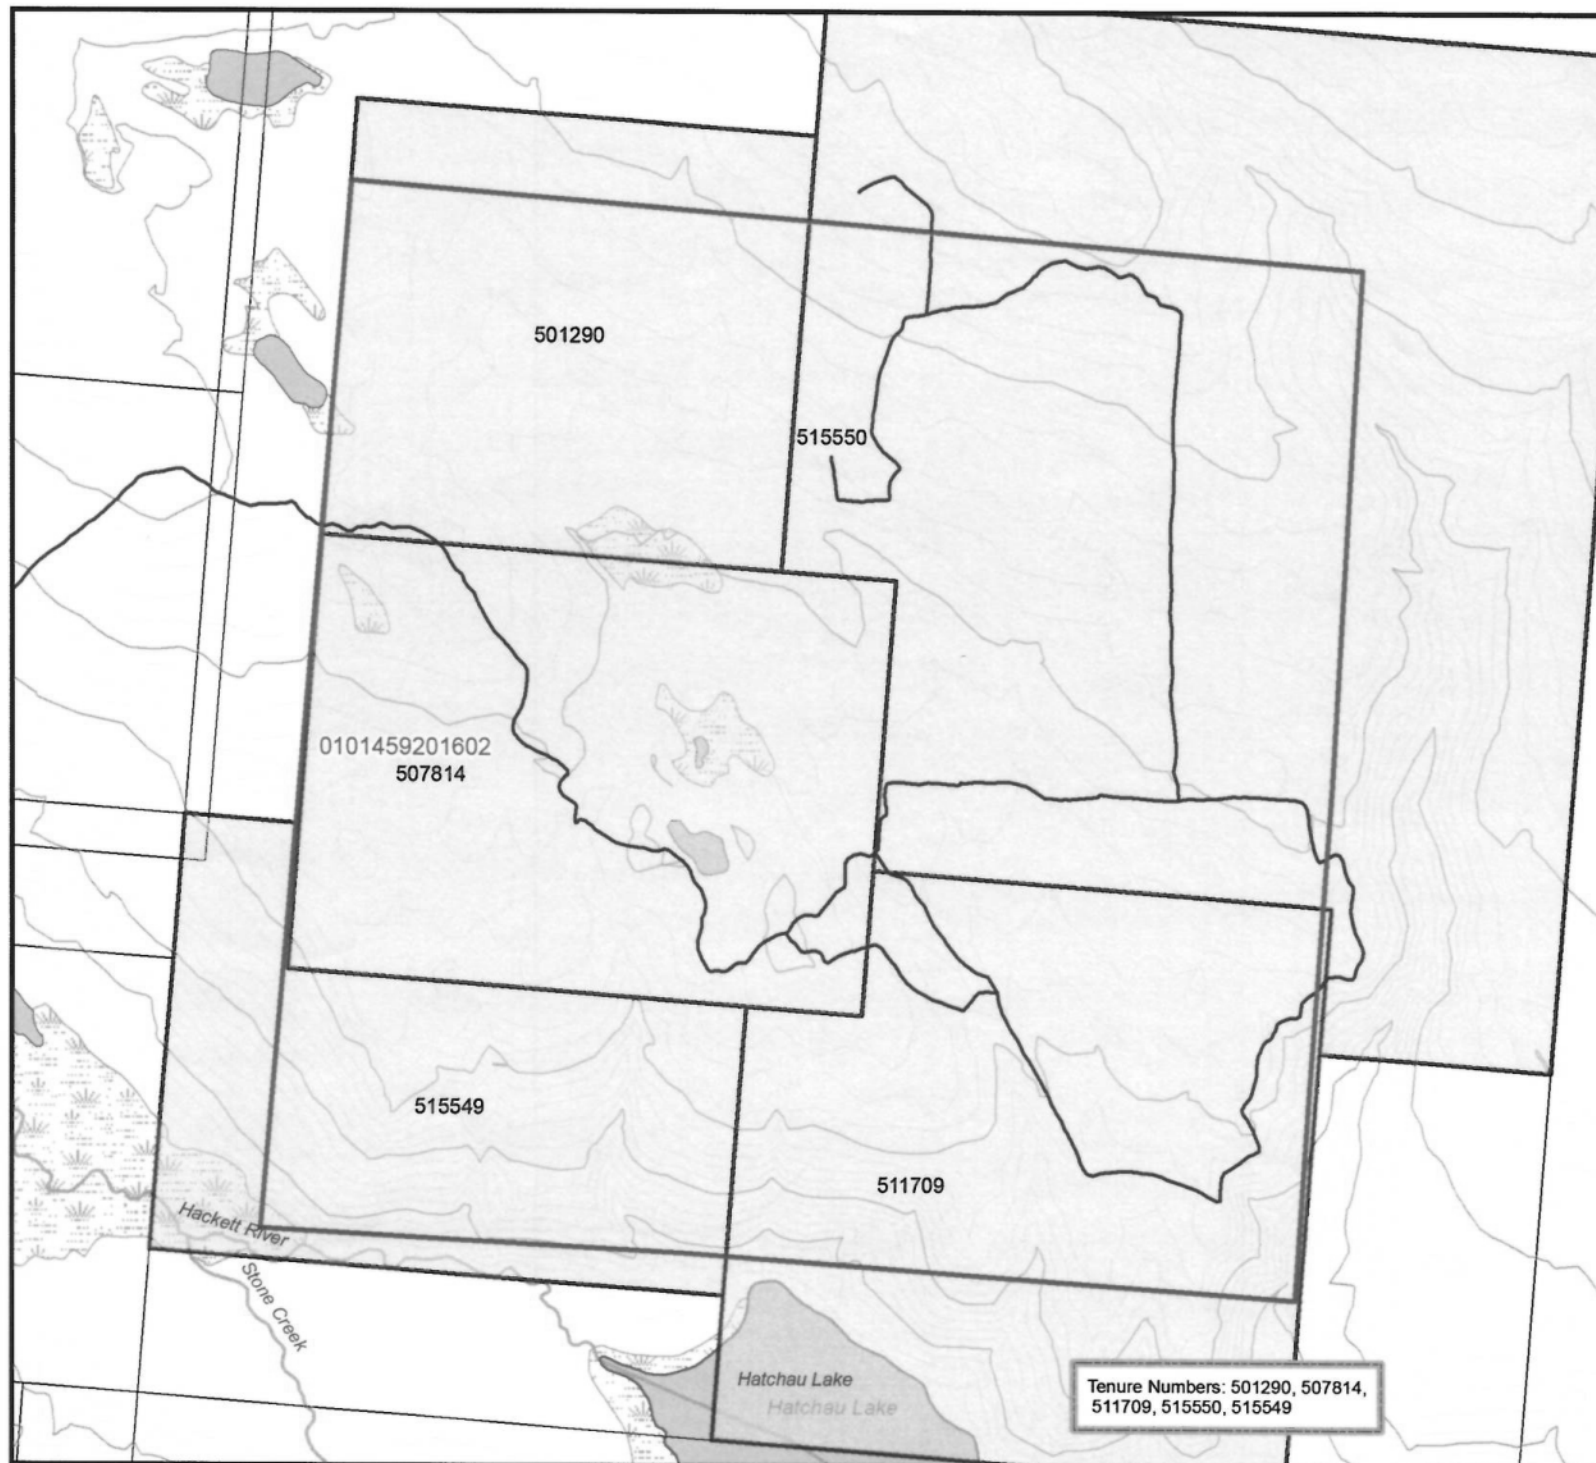 501290
515550
0101459201602
507814
515549
511709
Hackett River
Stone Creek
Hatchau Lake
Hatchau Lake
Tenure Numbers: 501290, 507814,
511709, 515550, 515549